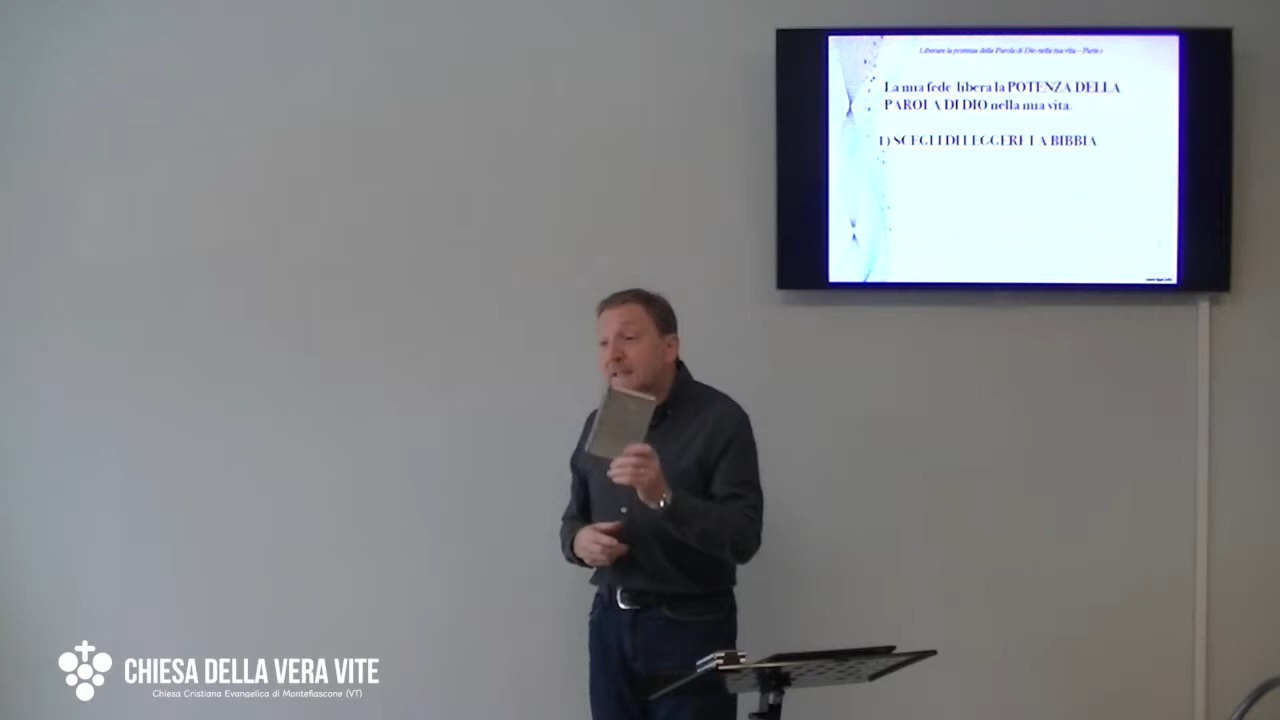 Liberare la potenza della Parola di Dio nella tua vita – Parte 1
La mia fede libera la POTENZA DELLA
PAROLA DI DIO nella mia vita.
1) SCEGLI DI LEGGERE LA BIBBIA
CHIESA DELLA VERA VITE
Chiesa Cristiana Evangelica di Montefiascone (VT)